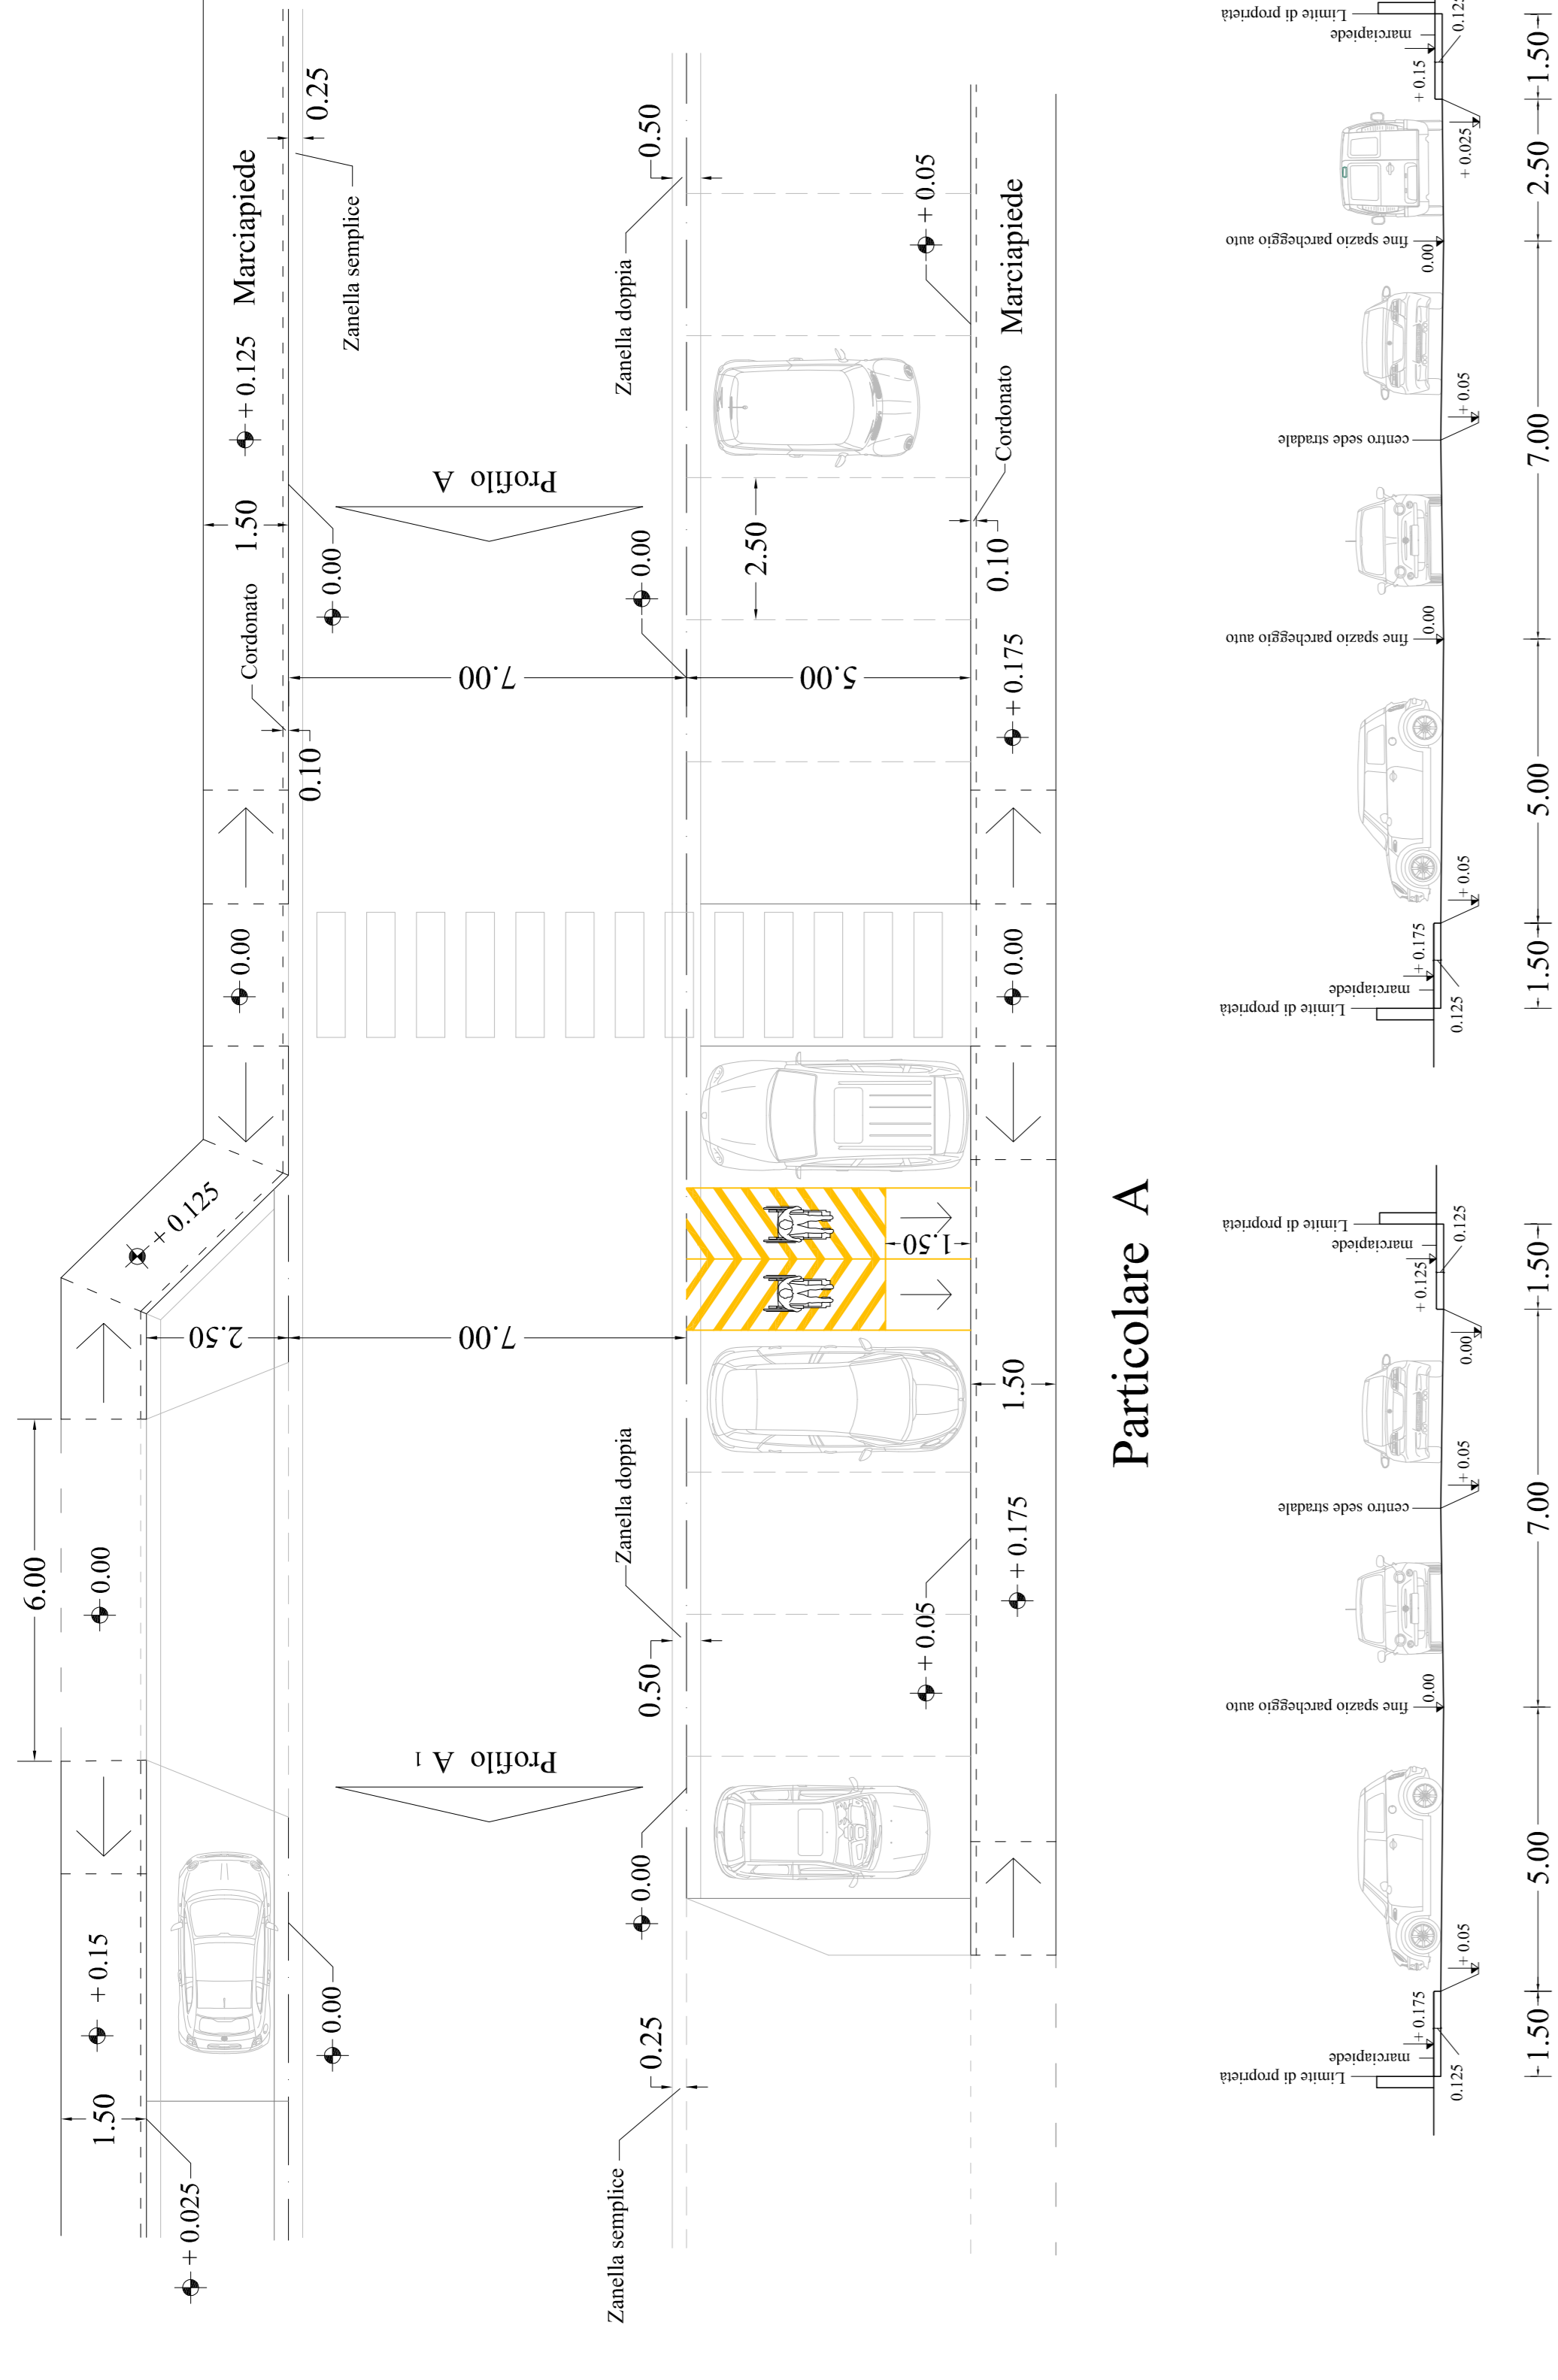 0.25
Marciapiede
+ 0.125
Zanella semplice
1.50
Cordonato
0.00
0.10
0.00
+ 0.125
2.50
6.00
0.00
+ 0.15
1.50
+ 0.025
0.00
Profilo A
7.00
7.00
Profilo A 1
0.50
Zanella doppia
0.00
2.50
5.00
+ 0.05
Marciapiede
Cordonato
0.10
+ 0.175
0.00
1.50
1.50
Zanella doppia
0.50
+ 0.05
+ 0.175
0.00
0.25
Zanella semplice
Particolare A
Limite di proprietà
marciapiede
0.125
+ 0.15
+ 0.025
fine spazio parcheggio auto
0.00
+ 0.05
centro sede stradale
fine spazio parcheggio auto
0.00
+ 0.05
+ 0.175
marciapiede
Limite di proprietà
0.125
1.50
2.50
7.00
5.00
1.50
Limite di proprietà
marciapiede
0.125
+ 0.125
0.00
+ 0.05
centro sede stradale
fine spazio parcheggio auto
0.00
+ 0.05
+ 0.175
marciapiede
Limite di proprietà
0.125
1.50
7.00
5.00
1.50